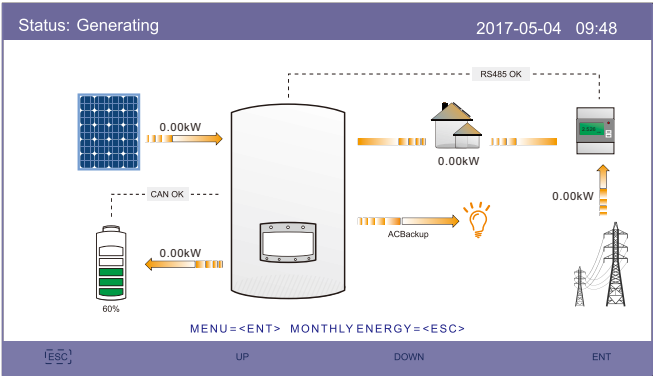 Status: Generating 2017-05-04 09:48
RS485 OK
0.00kW
0.00kW
CAN OK
0.00kW
ACBackup
0.00kW
60%
MENU=<ENT> MONTHLY ENERGY=<ESC>
ESC UP DOWN ENT